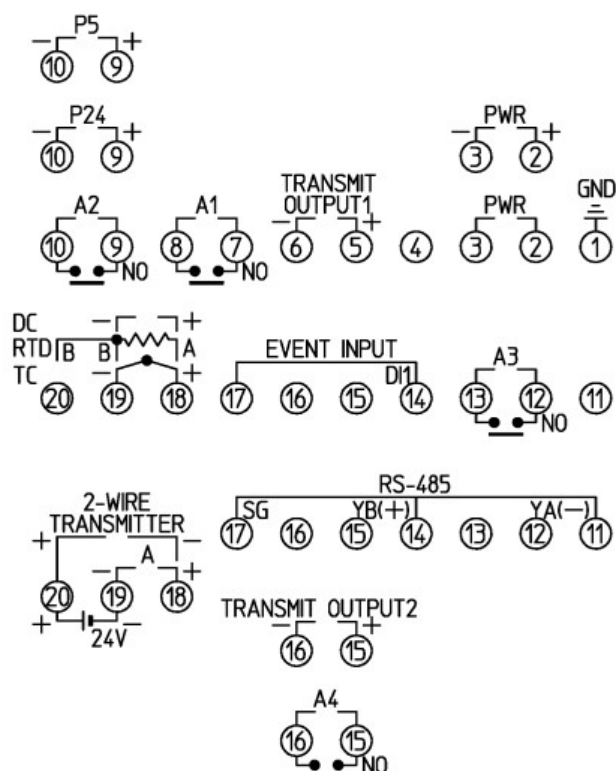 P5
− +
10 9
P24 PWR
− + − +
10 9 3 2
A2 A1 TRANSMIT OUTPUT1 PWR GND
− +
10 9 8 7 6 5 4 3 2 1
NO NO
DC − +
RTD B B A EVENT INPUT A3
TC − + DI1
20 19 18 17 16 15 14 13 12 11
NO
2-WIRE RS-485
TRANSMITTER SG YB(+) YA(−)
17 16 15 14 13 12 11
+ −
− A +
20 19 18
+ 24V −
TRANSMIT OUTPUT2
− +
16 15
A4
16 15
NO